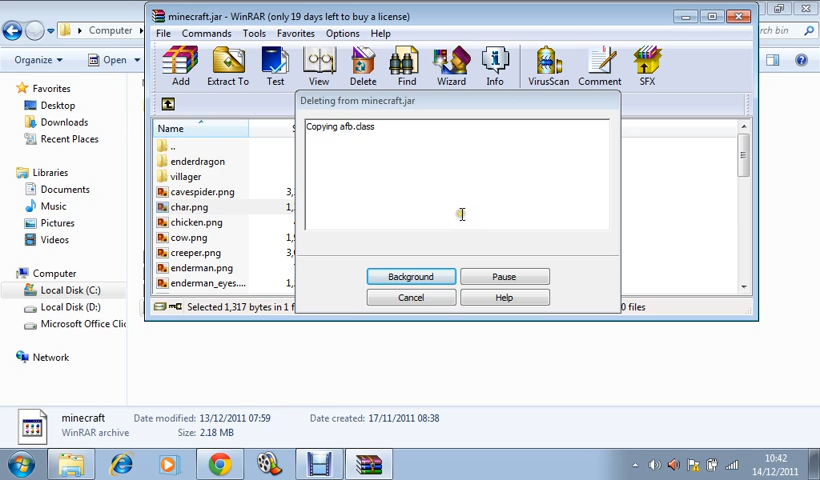 minecraft.jar - WinRAR (only 19 days left to buy a license)
File Commands Tools Favorites Options Help
Add Extract To Test View Delete Find Wizard Info VirusScan Comment SFX
Computer
Organize
Open
Favorites
Desktop
Downloads
Recent Places
Libraries
Documents
Music
Pictures
Videos
Computer
Local Disk (C:)
Local Disk (D:)
Microsoft Office Clic
Network
Name
..
enderdragon
villager
cavespider.png
char.png
chicken.png
cow.png
creeper.png
enderman.png
enderman_eyes....
Selected 1,317 bytes in 1 f
0 files
Deleting from minecraft.jar
Copying afb.class
Background Pause
Cancel Help
minecraft Date modified: 13/12/2011 07:59 Date created: 17/11/2011 08:38
WinRAR archive Size: 2.18 MB
10:42
14/12/2011